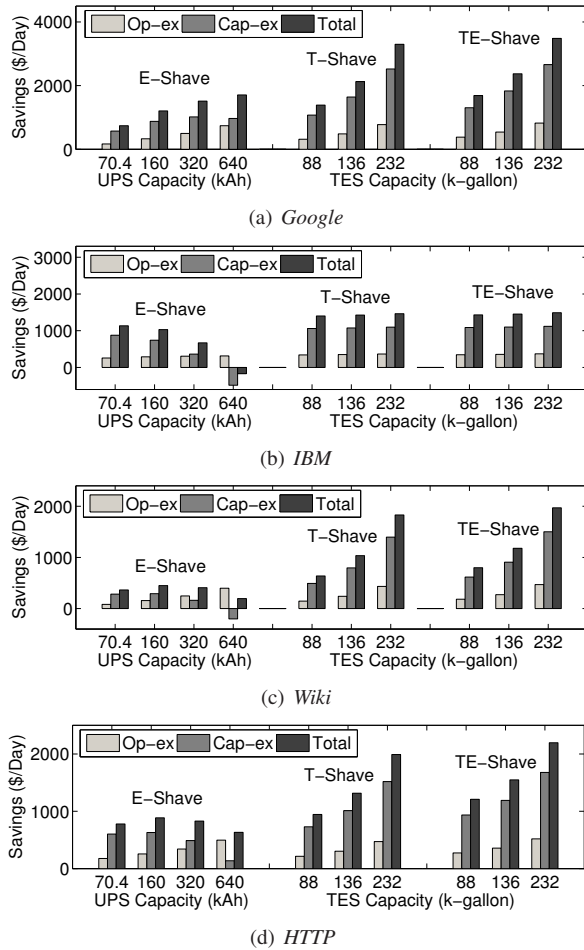 Op−ex Cap−ex Total
E−Shave
T−Shave
TE−Shave
Savings ($/Day)
4000
2000
0
70.4 160 320 640 88 136 232 88 136 232
UPS Capacity (kAh) TES Capacity (k−gallon)
(a) Google
Op−ex Cap−ex Total
E−Shave T−Shave TE−Shave
Savings ($/Day)
3000
2000
1000
0
70.4 160 320 640 88 136 232 88 136 232
UPS Capacity (kAh) TES Capacity (k−gallon)
(b) IBM
Op−ex Cap−ex Total
E−Shave T−Shave TE−Shave
Savings ($/Day)
2000
1000
0
70.4 160 320 640 88 136 232 88 136 232
UPS Capacity (kAh) TES Capacity (k−gallon)
(c) Wiki
Op−ex Cap−ex Total
E−Shave T−Shave TE−Shave
Savings ($/Day)
2000
1000
0
70.4 160 320 640 88 136 232 88 136 232
UPS Capacity (kAh) TES Capacity (k−gallon)
(d) HTTP